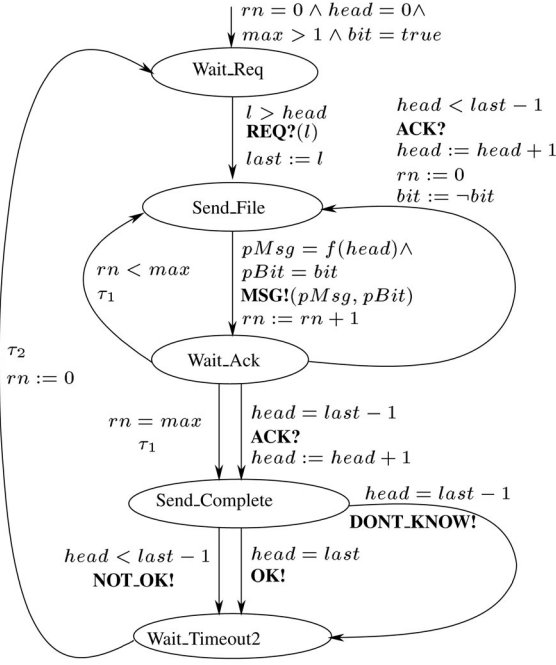 rn = 0 ∧ head = 0∧
max > 1 ∧ bit = true
Wait_Req
l > head
REQ?(l)
last := l
head < last − 1
ACK?
head := head + 1
rn := 0
bit := ¬bit
Send_File
rn < max
τ1
pMsg = f(head)∧
pBit = bit
MSG!(pMsg, pBit)
rn := rn + 1
τ2
rn := 0
Wait_Ack
rn = max
τ1
head = last − 1
ACK?
head := head + 1
Send_Complete
head = last − 1
DONT_KNOW!
head < last − 1
NOT_OK!
head = last
OK!
Wait_Timeout2